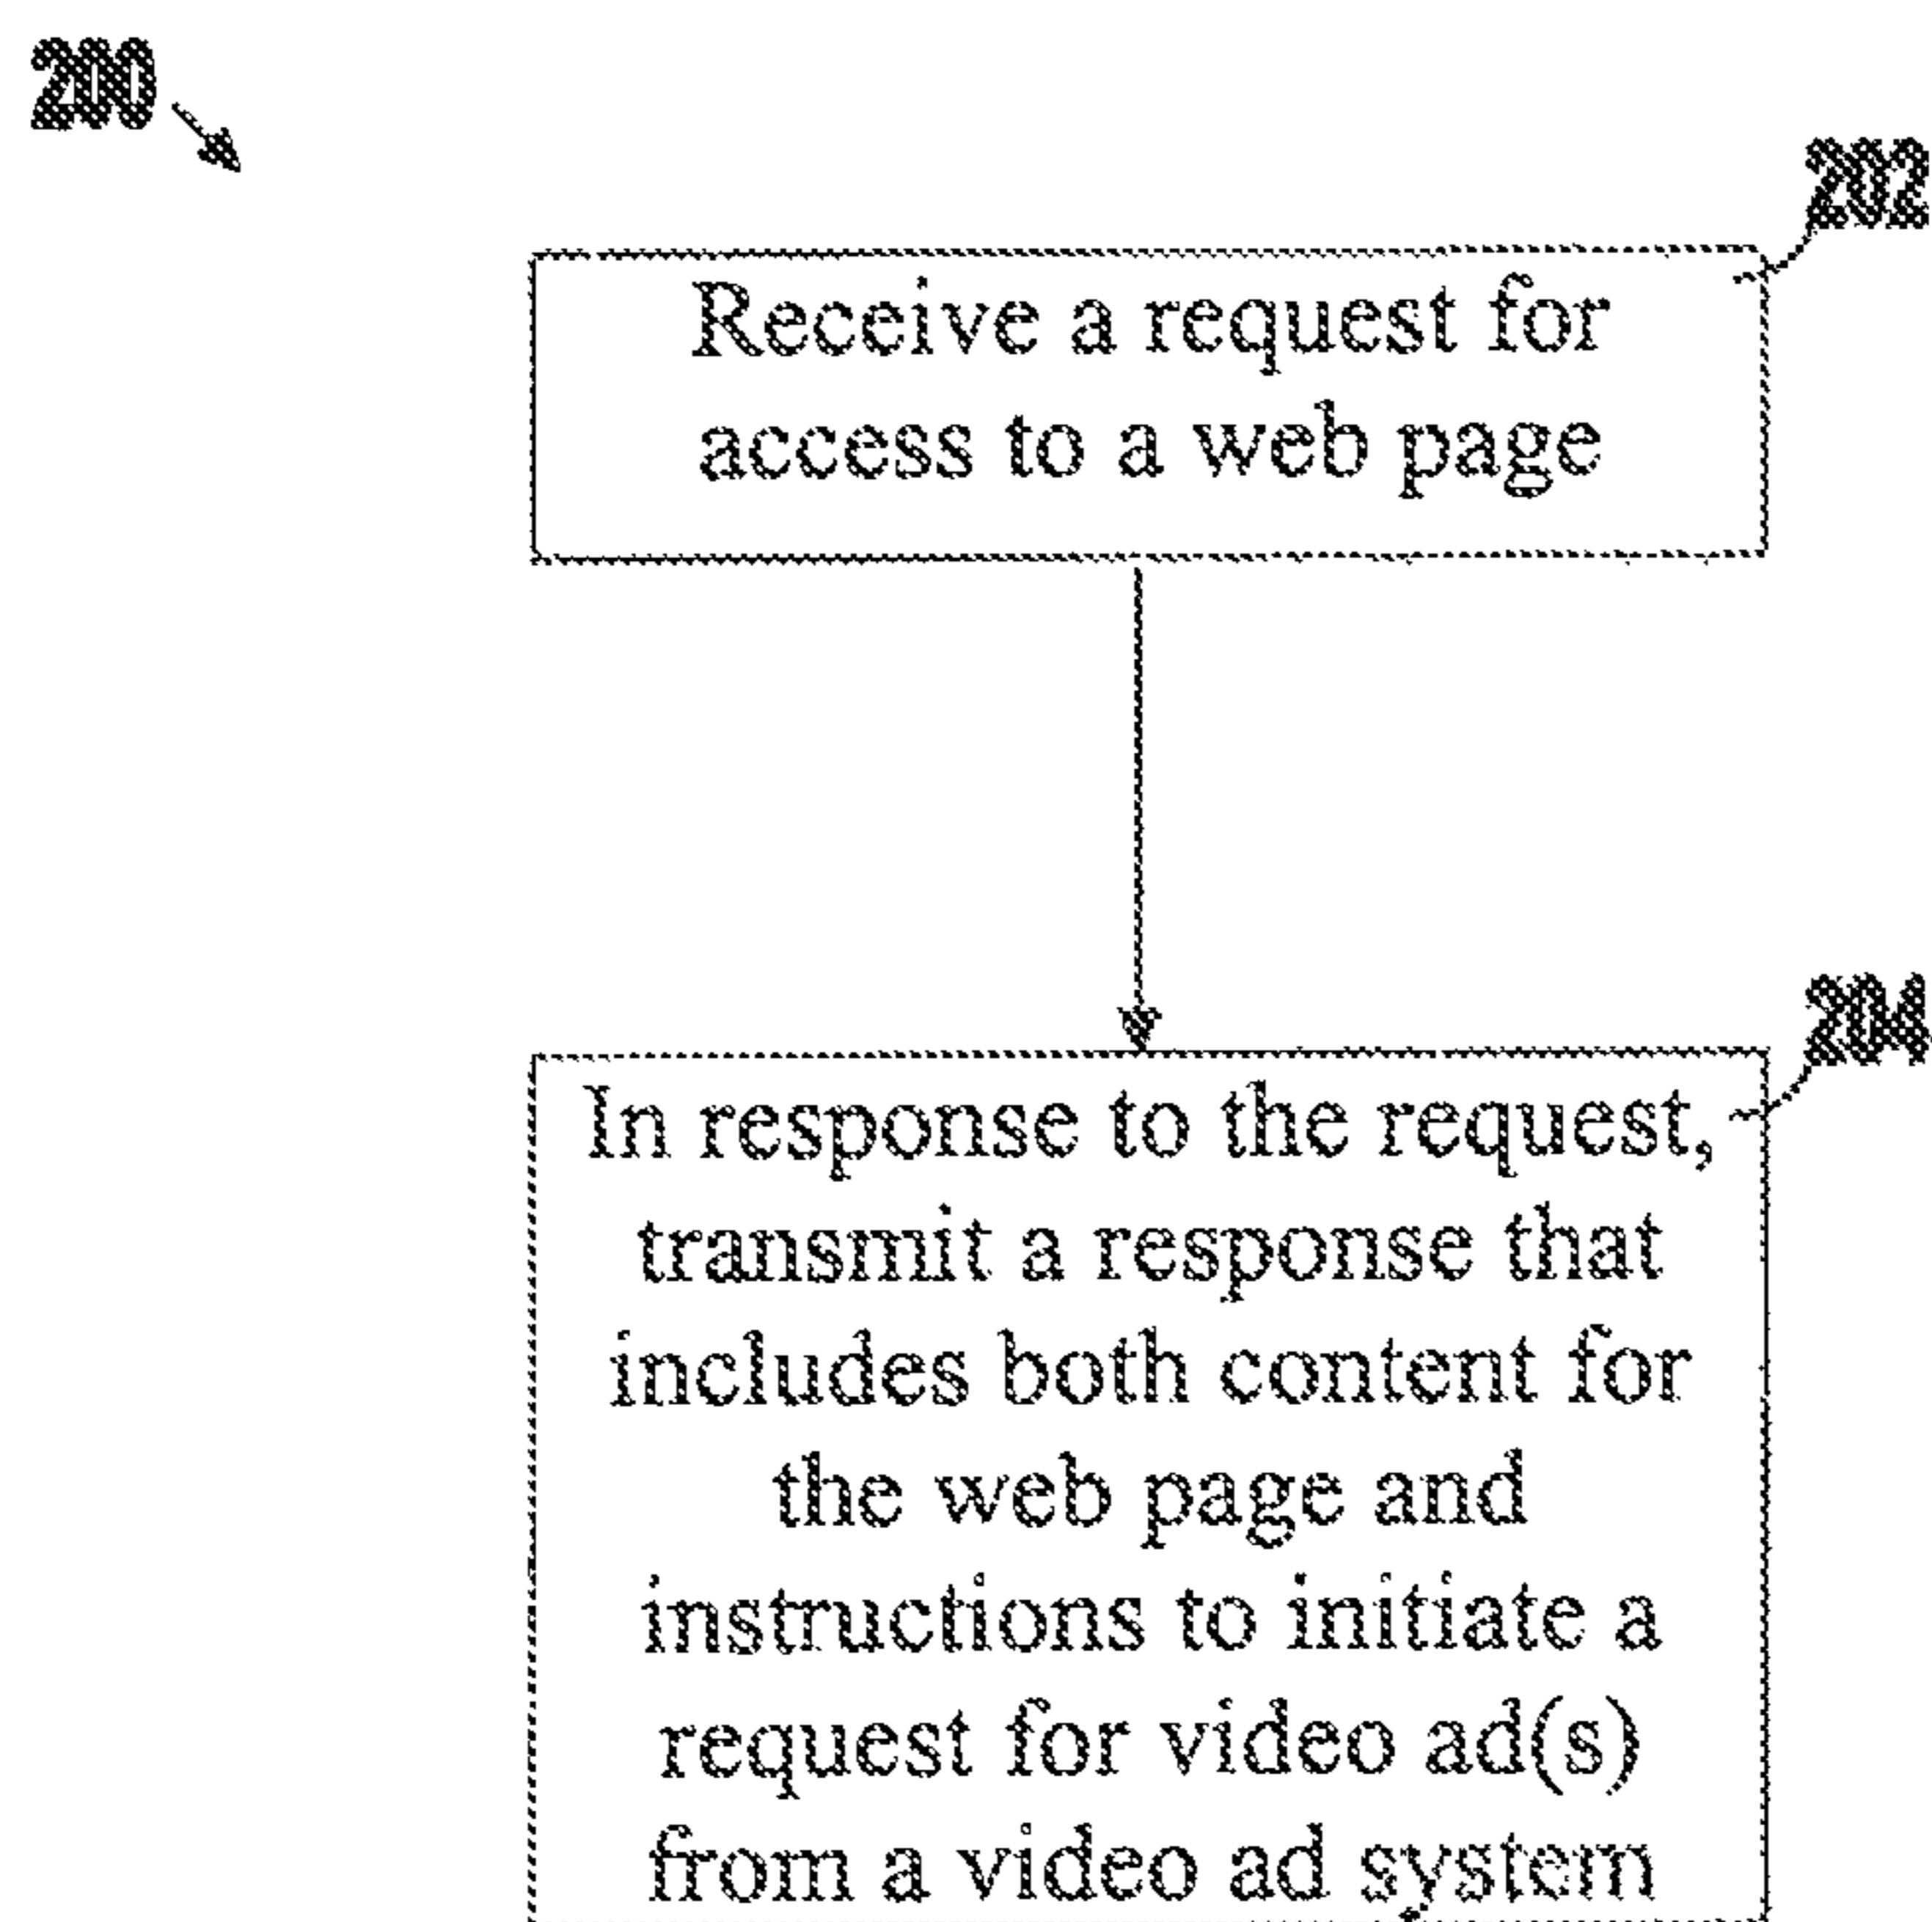 200
202
Receive a request for
access to a web page
204
In response to the request,
transmit a response that
includes both content for
the web page and
instructions to initiate a
request for video ad(s)
from a video ad system